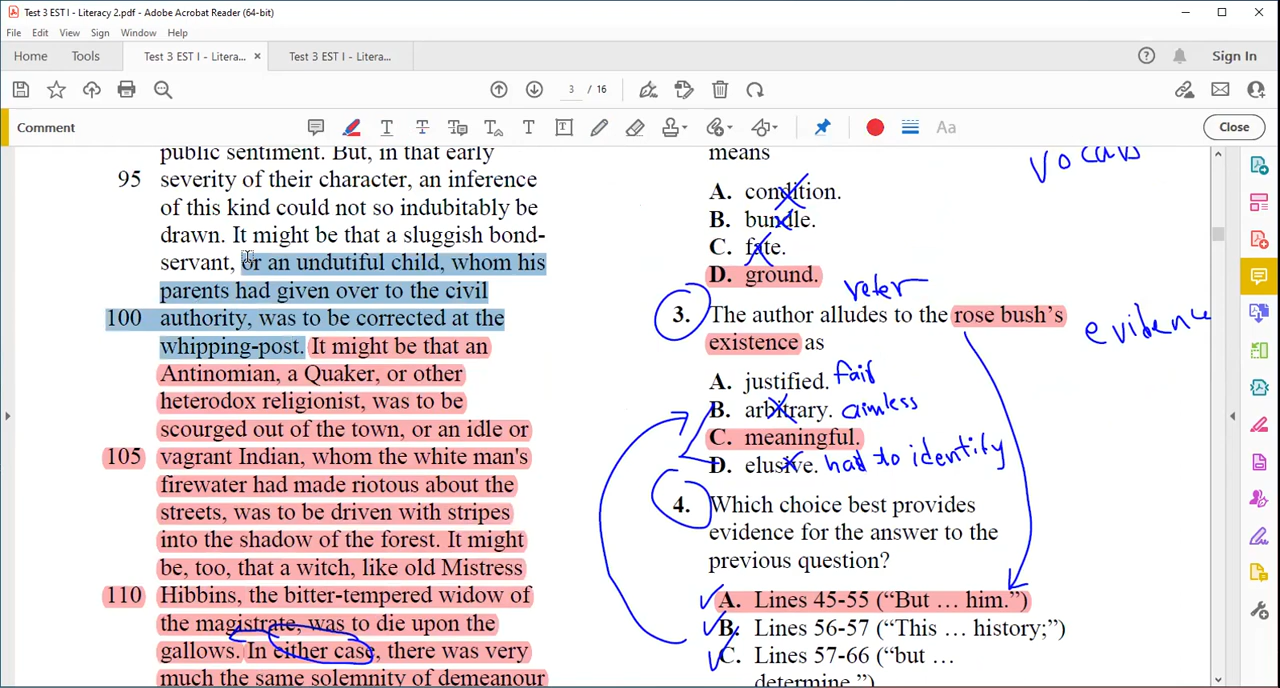 Test 3 EST I - Literacy 2.pdf - Adobe Acrobat Reader (64-bit)
File Edit View Sign Window Help
Home Tools Test 3 EST I - Litera... × Test 3 EST I - Litera... Sign In
3 / 16
Comment Aa Close
public sentiment. But, in that early
95 severity of their character, an inference
of this kind could not so indubitably be
drawn. It might be that a sluggish bond-
servant, or an undutiful child, whom his
parents had given over to the civil
100 authority, was to be corrected at the
whipping-post. It might be that an
Antinomian, a Quaker, or other
heterodox religionist, was to be
scourged out of the town, or an idle or
105 vagrant Indian, whom the white man's
firewater had made riotous about the
streets, was to be driven with stripes
into the shadow of the forest. It might
be, too, that a witch, like old Mistress
110 Hibbins, the bitter-tempered widow of
the magistrate, was to die upon the
gallows. In either case, there was very
much the same solemnity of demeanour
means
vocabs
A. condition.
B. bundle.
C. fate.
D. ground.
refer
3. The author alludes to the rose bush's
existence as
evidence
A. justified. fair
B. arbitrary. aimless
C. meaningful.
D. elusive. had to identify
4. Which choice best provides
evidence for the answer to the
previous question?
A. Lines 45-55 (“But … him.”)
B. Lines 56-57 (“This … history;”)
C. Lines 57-66 (“but …
determine.”)